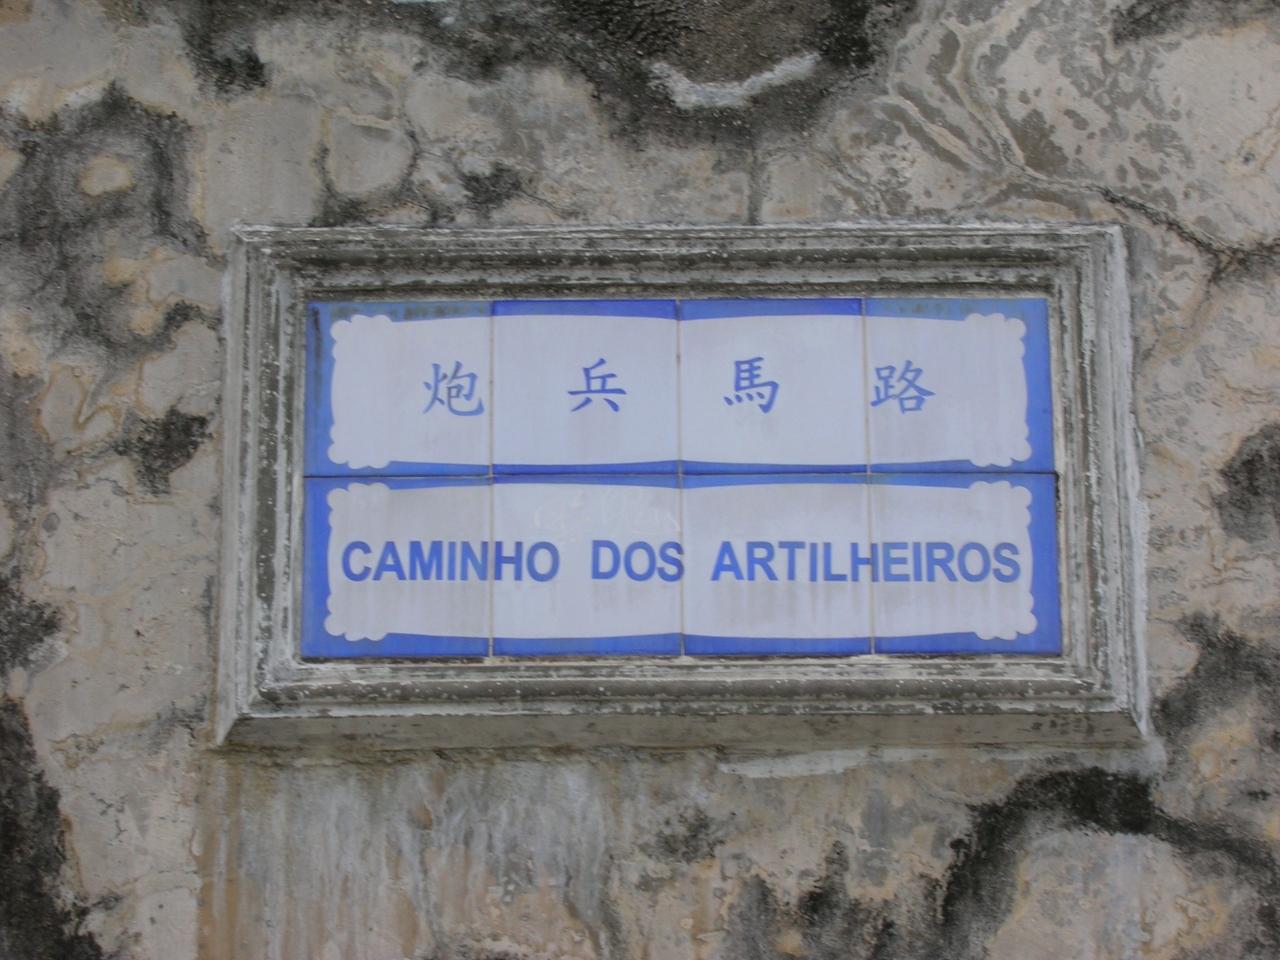 炮兵馬路
CAMINHO DOS ARTILHEIROS